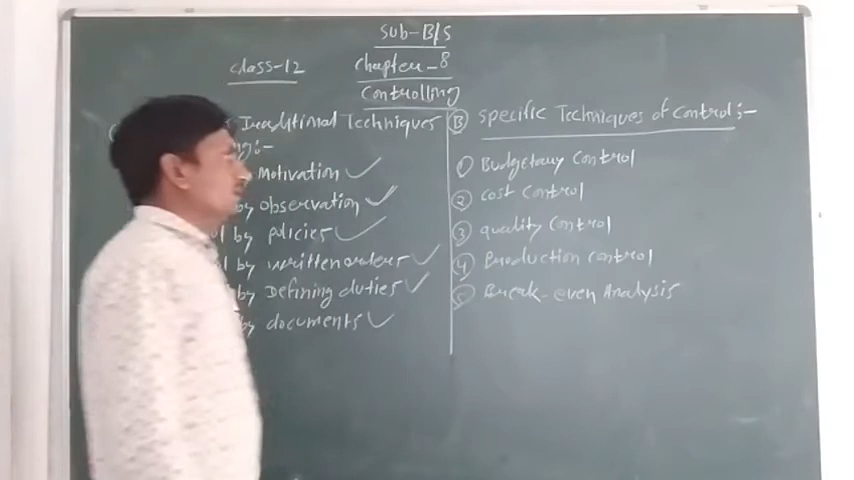 Sub-B/S
Class-12 Chapter-8
Controlling
Traditional Techniques
ng:-
Motivation ✓
by observation ✓
by policies ✓
by written orders ✓
by Defining duties ✓
by documents ✓
Ⓑ Specific Techniques of Control:-
① Budgetary Control
② Cost Control
③ quality Control
④ Production control
⑤ Break-even Analysis